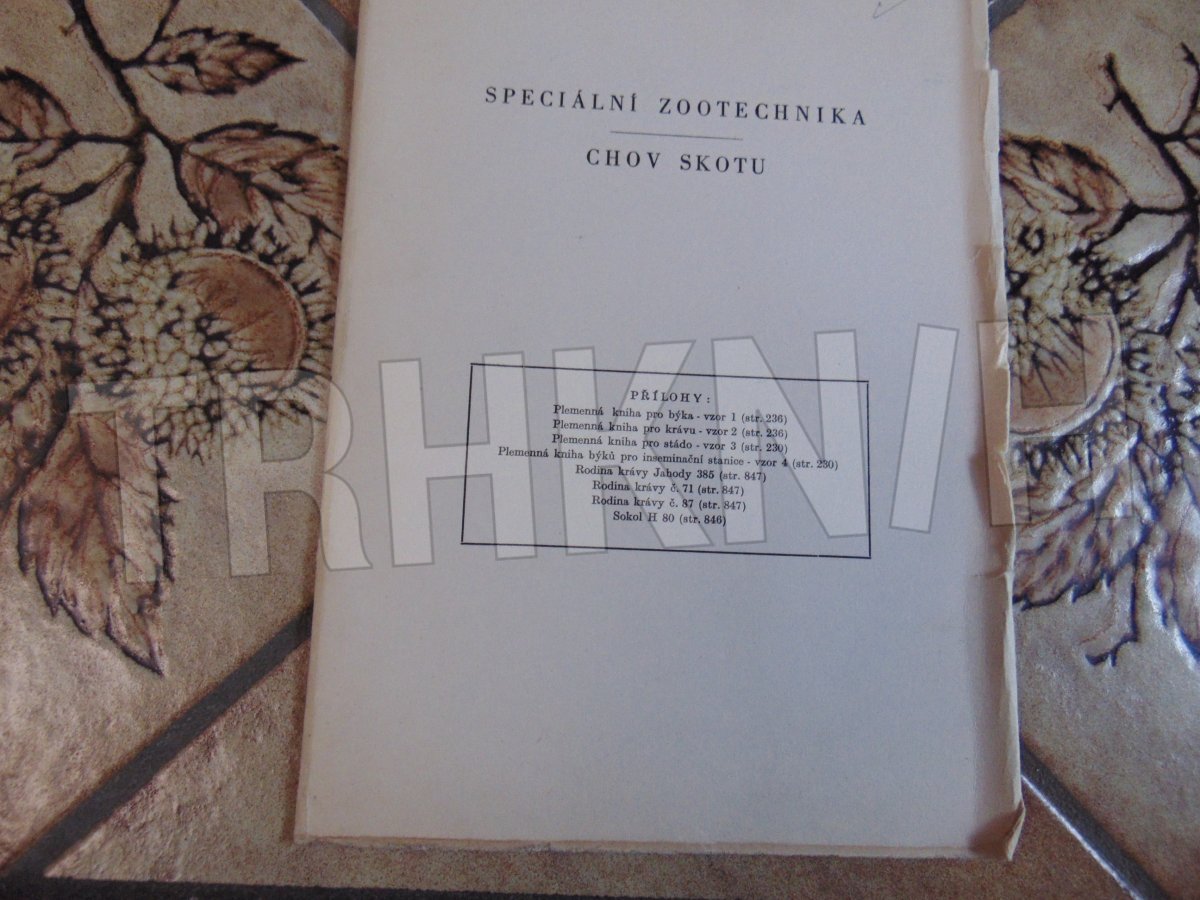 SPECIÁLNÍ ZOOTECHNIKA
CHOV SKOTU
PŘÍLOHY:
Plemenná kniha pro býka - vzor 1 (str. 236)
Plemenná kniha pro krávu - vzor 2 (str. 236)
Plemenná kniha pro stádo - vzor 3 (str. 230)
Plemenná kniha býků pro inseminační stanice - vzor 4 (str. 230)
Rodina krávy Jahody 385 (str. 847)
Rodina krávy č. 71 (str. 847)
Rodina krávy č. 87 (str. 847)
Sokol H 80 (str. 846)
TRHKNIH